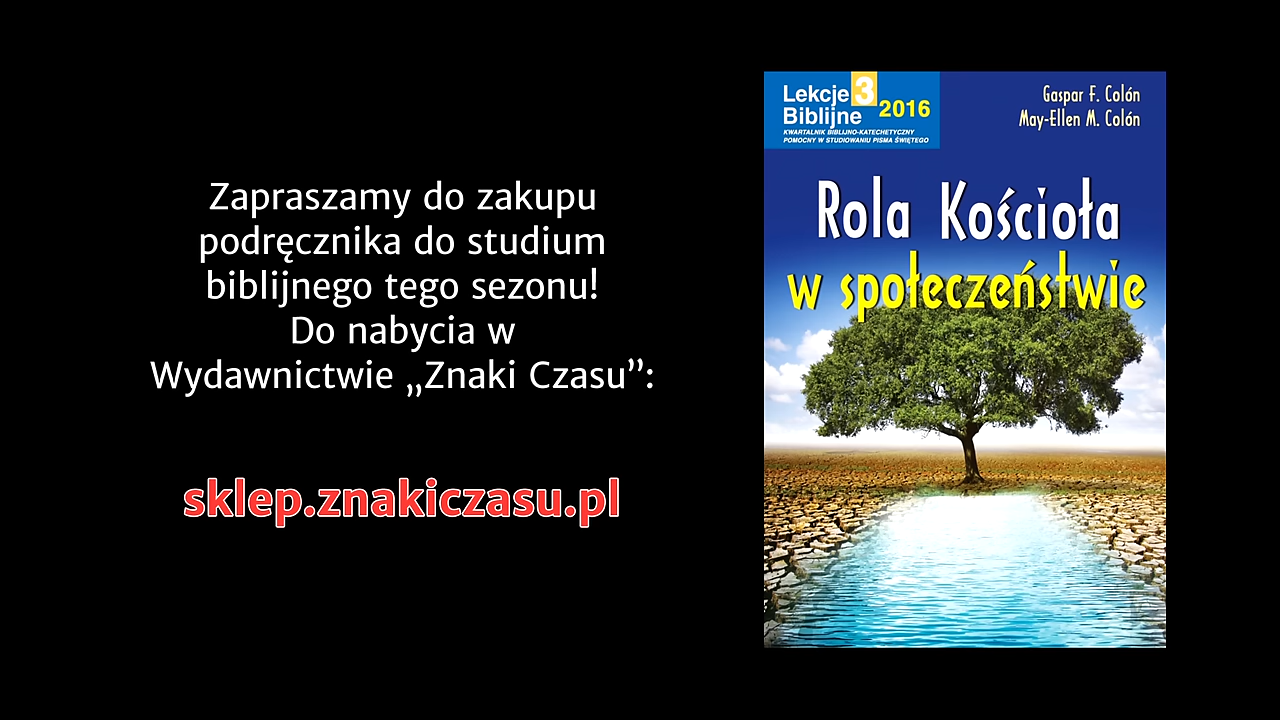 Zapraszamy do zakupu
podręcznika do studium
biblijnego tego sezonu!
Do nabycia w
Wydawnictwie „Znaki Czasu”:
sklep.znakiczasu.pl
Lekcje 3
Biblijne 2016
KWARTALNIK BIBLIJNO-KATECHETYCZNY
POMOCNY W STUDIOWANIU PISMA ŚWIĘTEGO
Gaspar F. Colón
May-Ellen M. Colón
Rola Kościoła
w społeczeństwie